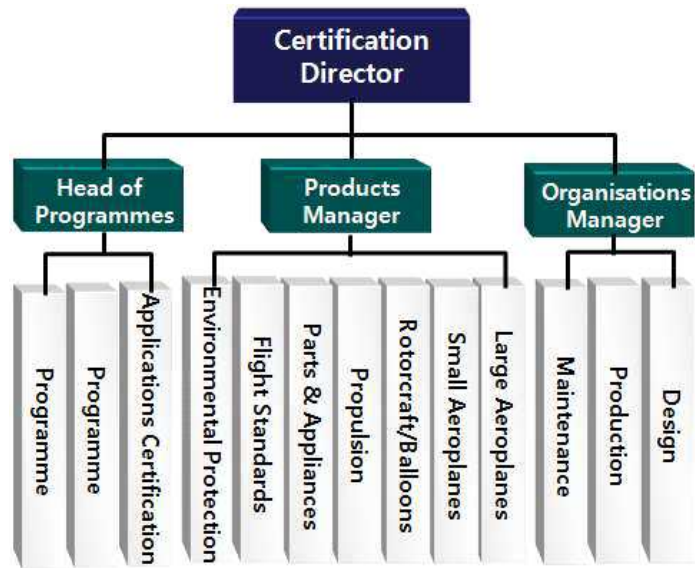 Certification
Director
Head of
Programmes
Products
Manager
Organisations
Manager
Programme
Programme
Applications Certification
Environmental Protection
Flight Standards
Parts & Appliances
Propulsion
Rotorcraft/Balloons
Small Aeroplanes
Large Aeroplanes
Maintenance
Production
Design